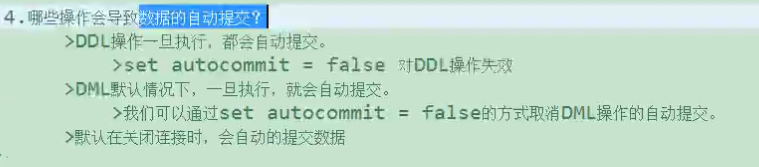 4.哪些操作会导致数据的自动提交？
>DDL操作一旦执行，都会自动提交。
>set autocommit = false 对DDL操作失效
>DML默认情况下，一旦执行，就会自动提交。
>我们可以通过set autocommit = false的方式取消DML操作的自动提交。
>默认在关闭连接时，会自动的提交数据